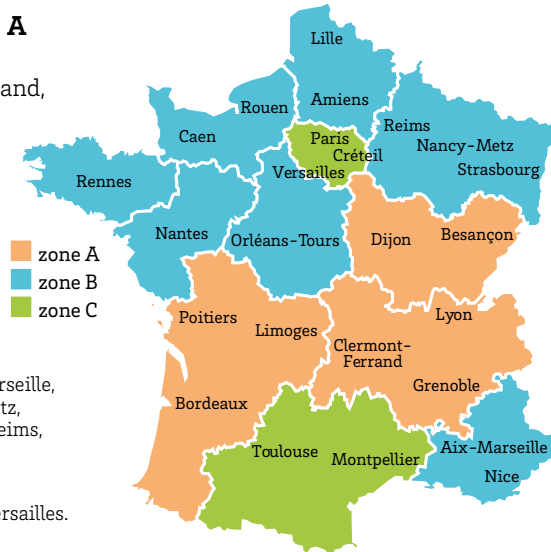 A
and,
Lille
Amiens
Rouen
Caen
Reims
Nancy-Metz
Strasbourg
Paris
Créteil
Versailles
Rennes
Nantes
Orléans-Tours
Dijon
Besançon
zone A
zone B
zone C
Poitiers
Limoges
Lyon
Clermont-
Ferrand
Grenoble
Bordeaux
rseille,
tz,
eims,
Toulouse
Montpellier
Aix-Marseille
Nice
ersailles.